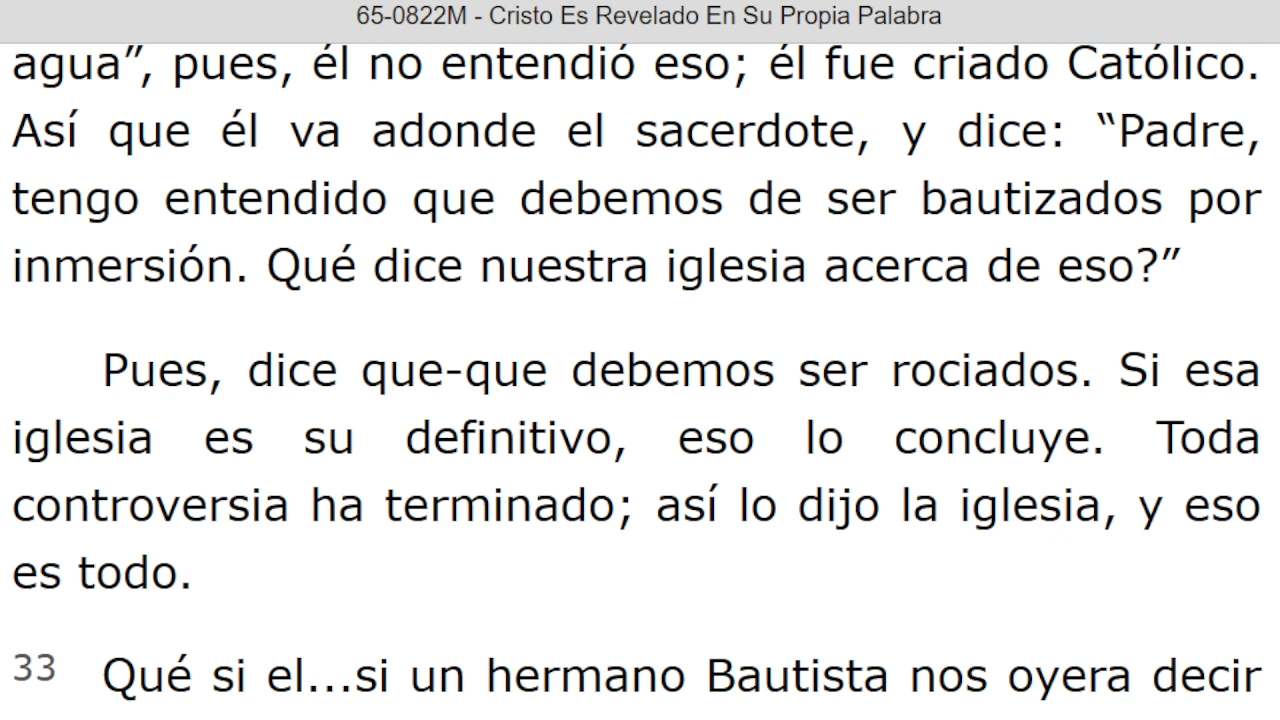 65-0822M - Cristo Es Revelado En Su Propia Palabra
agua”, pues, él no entendió eso; él fue criado Católico.
Así que él va adonde el sacerdote, y dice: “Padre,
tengo entendido que debemos de ser bautizados por
inmersión. Qué dice nuestra iglesia acerca de eso?”
Pues, dice que-que debemos ser rociados. Si esa
iglesia es su definitivo, eso lo concluye. Toda
controversia ha terminado; así lo dijo la iglesia, y eso
es todo.
33 Qué si el...si un hermano Bautista nos oyera decir